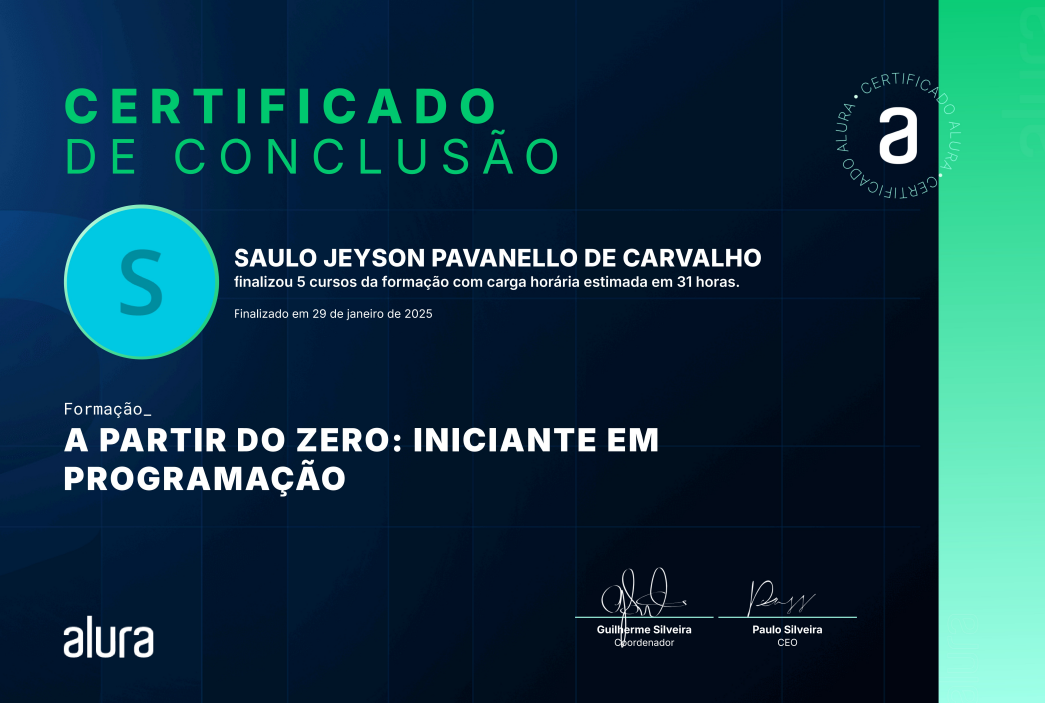 CERTIFICADO
DE CONCLUSÃO
CERTIFICADO ALURA • CERTIFICADO ALURA •
a
S
SAULO JEYSON PAVANELLO DE CARVALHO
finalizou 5 cursos da formação com carga horária estimada em 31 horas.
Finalizado em 29 de janeiro de 2025
Formação_
A PARTIR DO ZERO: INICIANTE EM
PROGRAMAÇÃO
alura
Guilherme Silveira
Coordenador
Paulo Silveira
CEO